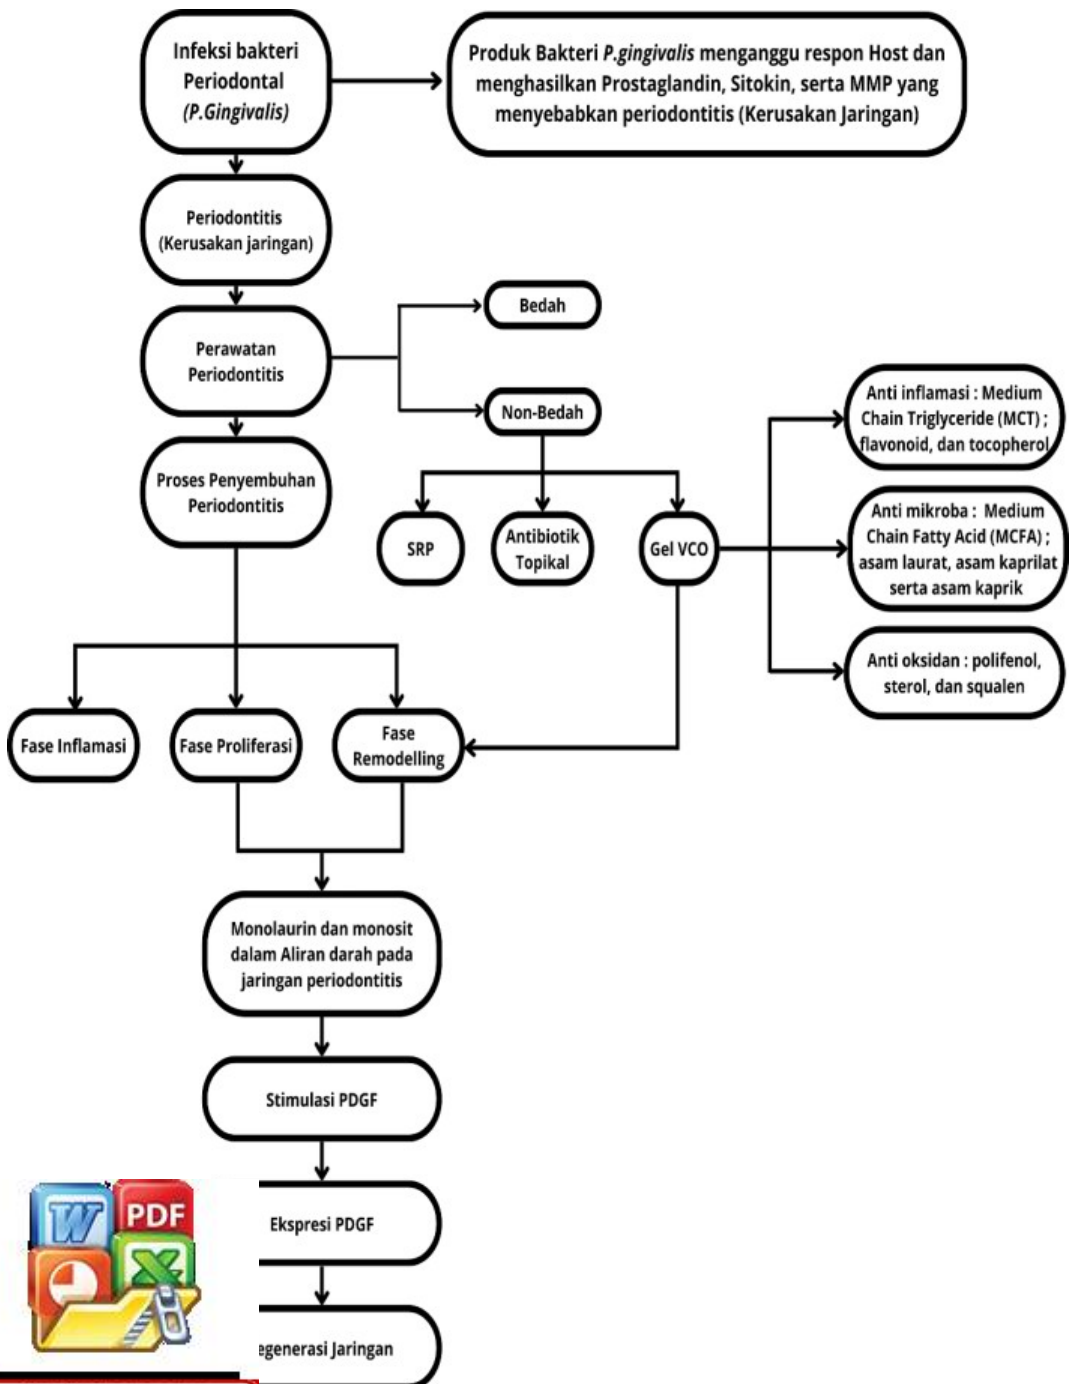 Infeksi bakteri
Periodontal
(P.Gingivalis)
Produk Bakteri P.gingivalis menganggu respon Host dan
menghasilkan Prostaglandin, Sitokin, serta MMP yang
menyebabkan periodontitis (Kerusakan Jaringan)
Periodontitis
(Kerusakan jaringan)
Perawatan
Periodontitis
Bedah
Non-Bedah
Proses Penyembuhan
Periodontitis
SRP
Antibiotik
Topikal
Gel VCO
Anti inflamasi : Medium
Chain Triglyceride (MCT) ;
flavonoid, dan tocopherol
Anti mikroba : Medium
Chain Fatty Acid (MCFA) ;
asam laurat, asam kaprilat
serta asam kaprik
Anti oksidan : polifenol,
sterol, dan squalen
Fase Inflamasi
Fase Proliferasi
Fase
Remodelling
Monolaurin dan monosit
dalam Aliran darah pada
jaringan periodontitis
Stimulasi PDGF
Ekspresi PDGF
egenerasi Jaringan
W
PDF
X